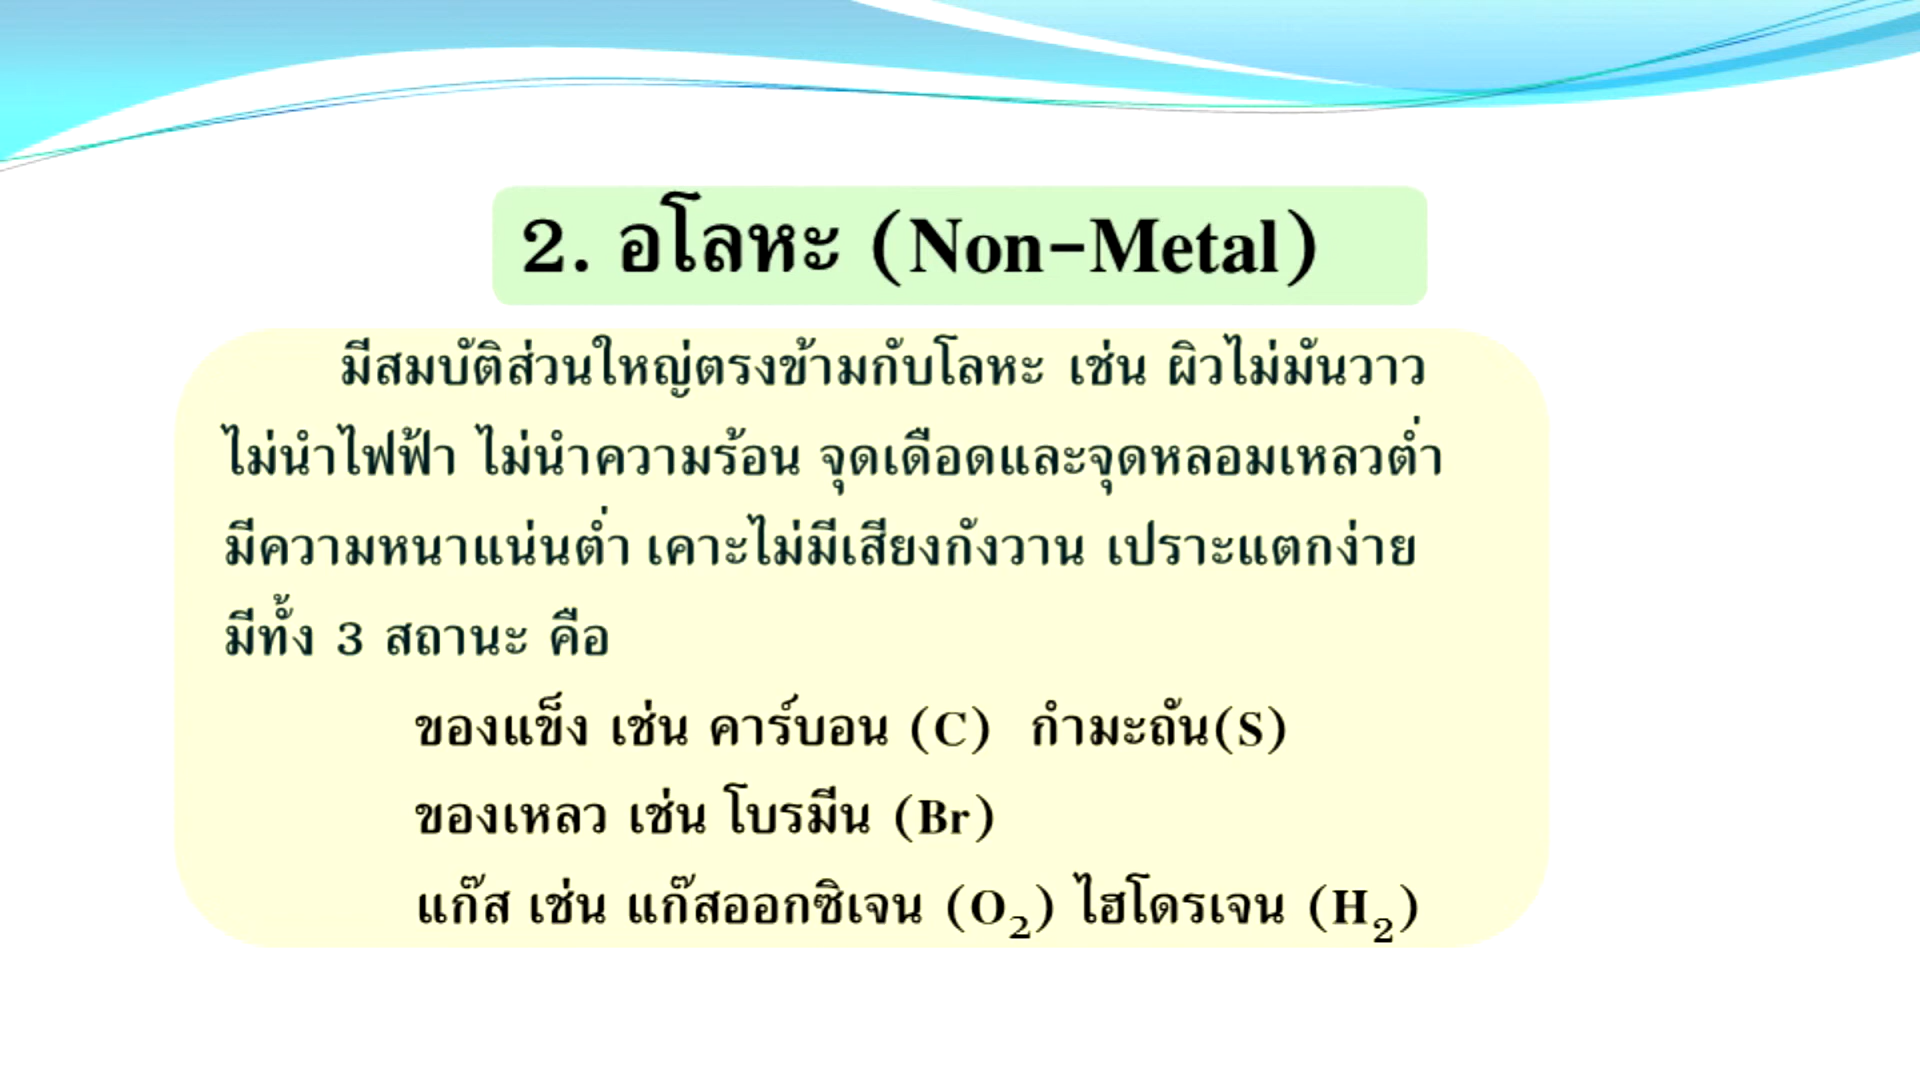 2. อโลหะ (Non-Metal)
มีสมบัติส่วนใหญ่ตรงข้ามกับโลหะ เช่น ผิวไม่มันวาว
ไม่นำไฟฟ้า ไม่นำความร้อน จุดเดือดและจุดหลอมเหลวต่ำ
มีความหนาแน่นต่ำ เคาะไม่มีเสียงกังวาน เปราะแตกง่าย
มีทั้ง 3 สถานะ คือ
ของแข็ง เช่น คาร์บอน (C) กำมะถัน(S)
ของเหลว เช่น โบรมีน (Br)
แก๊ส เช่น แก๊สออกซิเจน (O₂) ไฮโดรเจน (H₂)